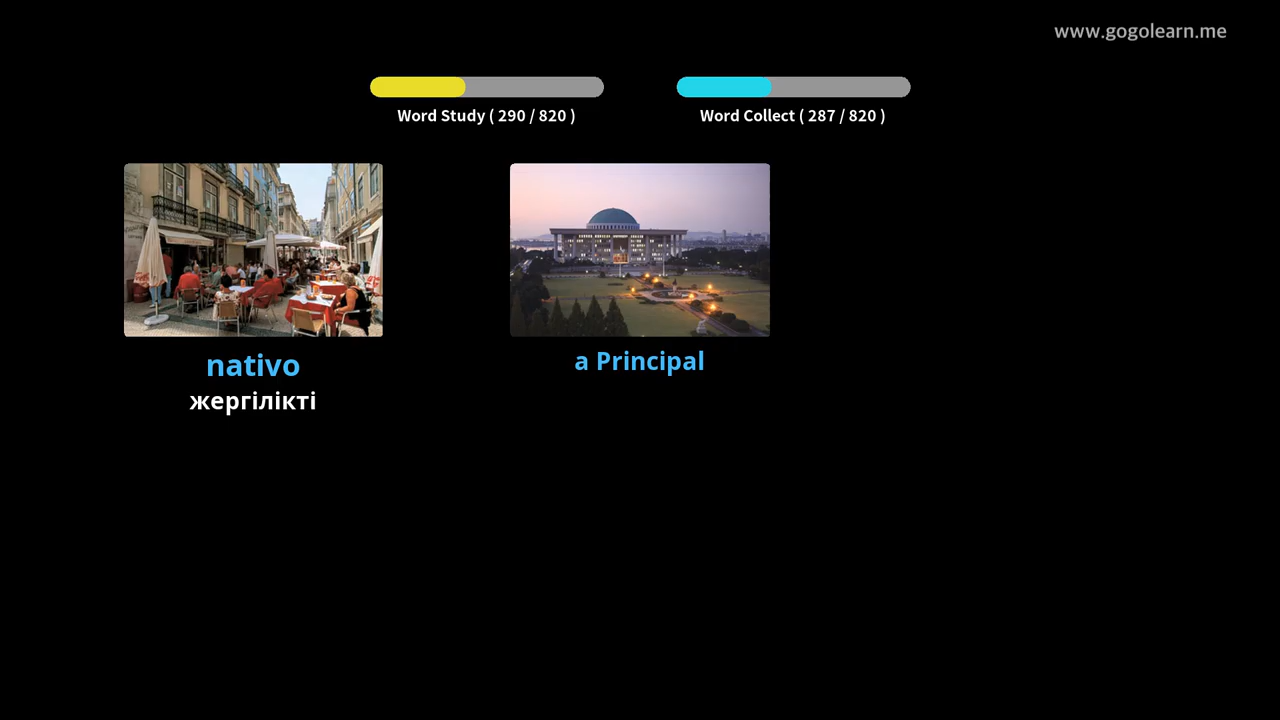 www.gogolearn.me
Word Study ( 290 / 820 )
Word Collect ( 287 / 820 )
nativo
жергілікті
a Principal